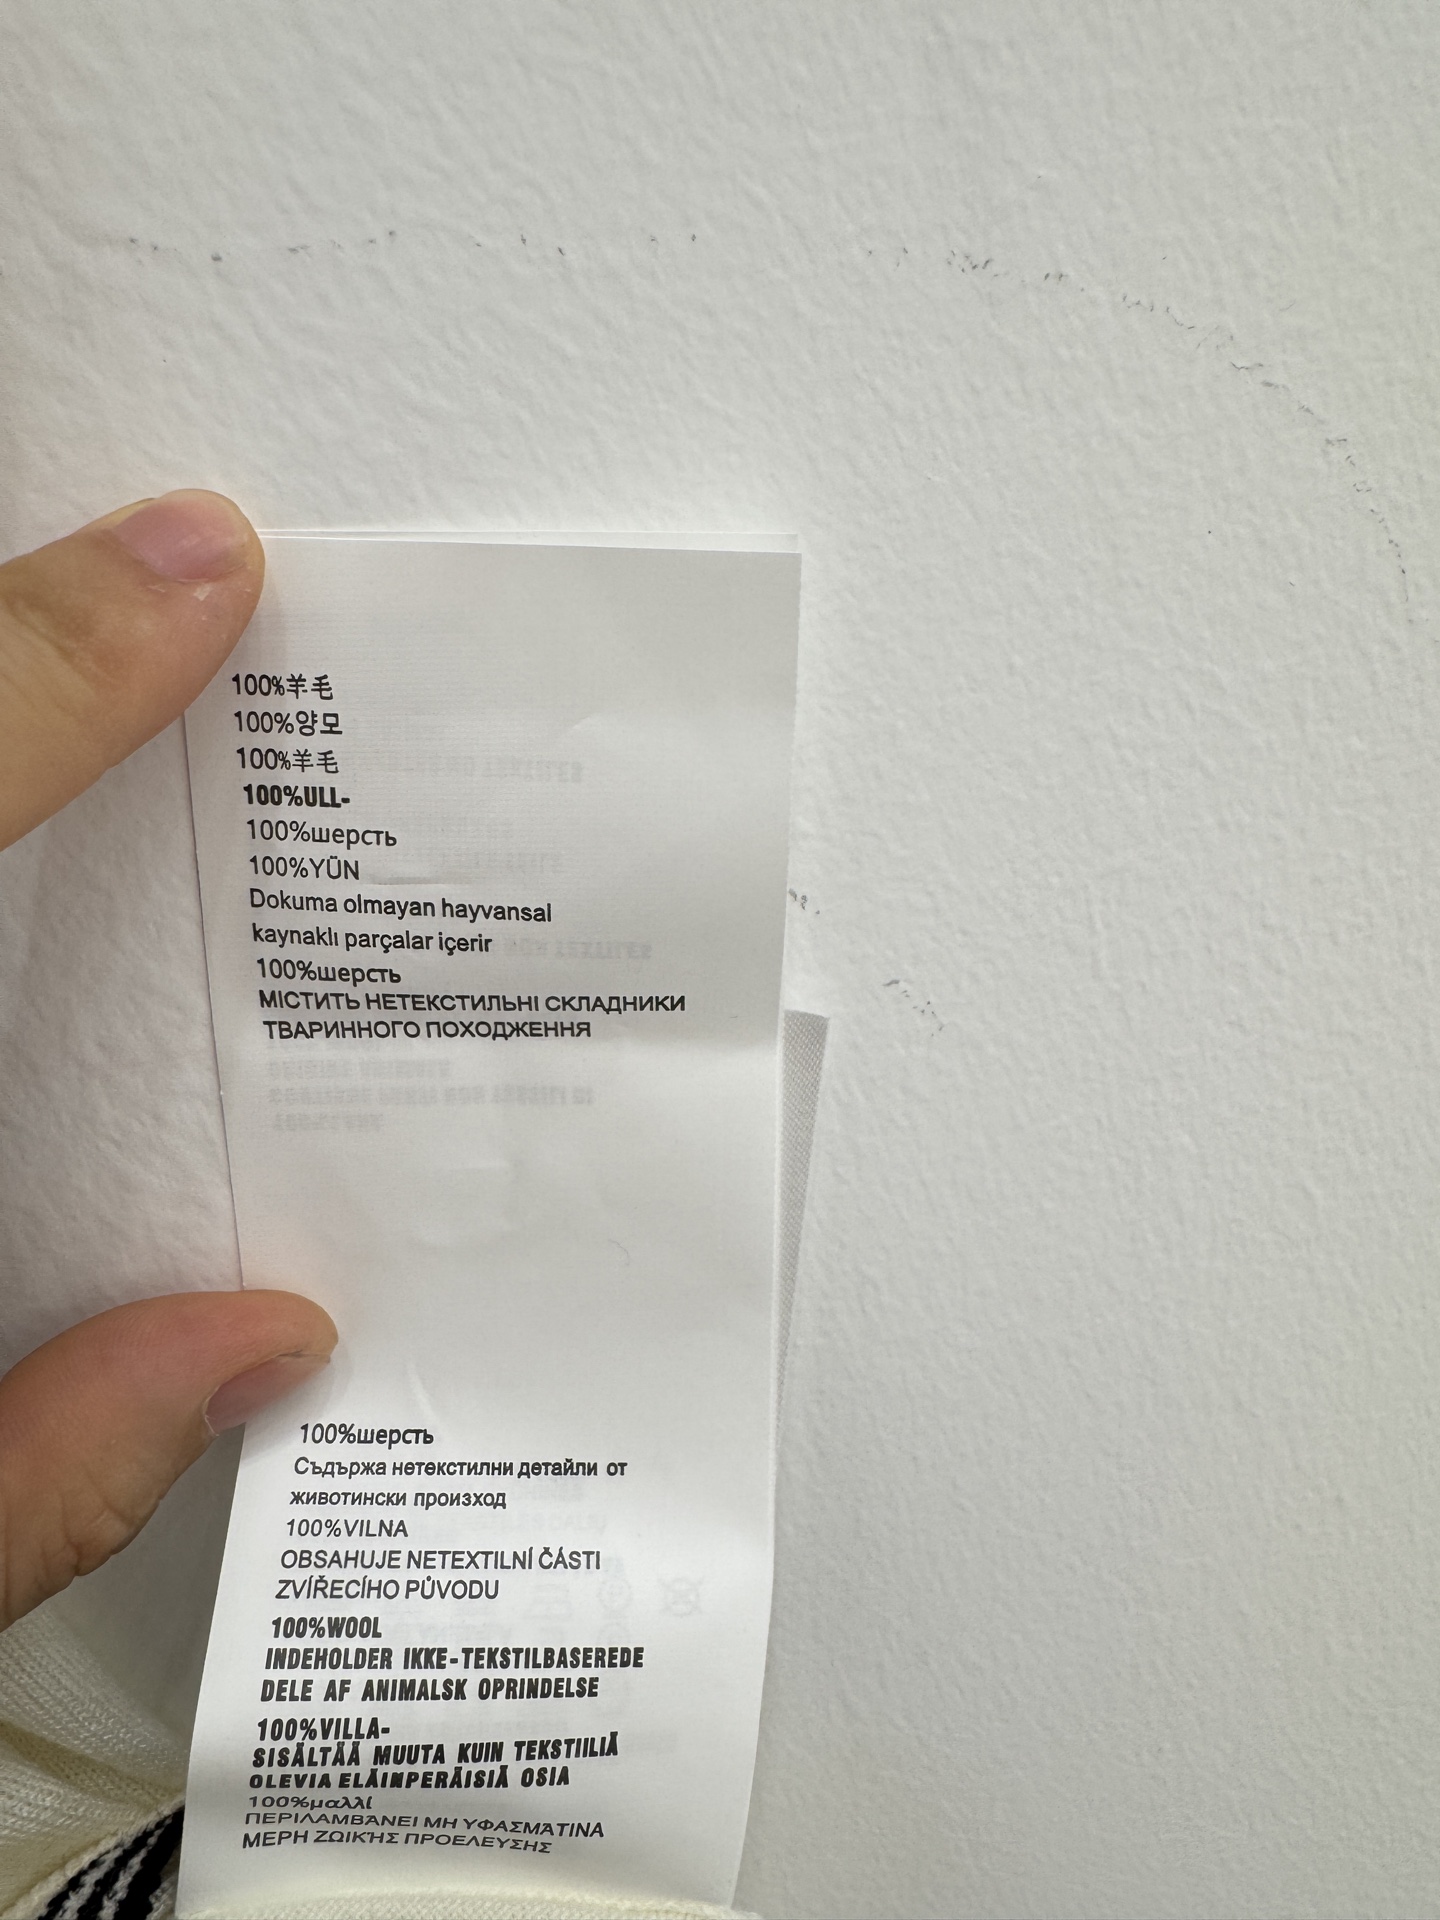 100%羊毛
100%양모
100%羊毛
100%ULL-
100%шерсть
100%YÜN
Dokuma olmayan hayvansal
kaynaklı parçalar içerir
100%шерсть
МІСТИТЬ НЕТЕКСТИЛЬНІ СКЛАДНИКИ
ТВАРИННОГО ПОХОДЖЕННЯ
100%шерсть
Съдържа нетекстилни детайли от
животински произход
100%VILNA
OBSAHUJE NETEXTILNÍ ČÁSTI
ZVÍŘECÍHO PŮVODU
100%WOOL
INDEHOLDER IKKE-TEKSTILBASEREDE
DELE AF ANIMALSK OPRINDELSE
100%VILLA-
SISÄLTÄÄ MUUTA KUIN TEKSTIILIÄ
OLEVIA ELÄINPERÄISIÄ OSIA
100%μαλλί
ΠΕΡΙΛΑΜΒΆΝΕΙ ΜΗ ΥΦΑΣΜΆΤΙΝΑ
ΜΕΡΗ ΖΩΙΚΉΣ ΠΡΟΕΛΕΥΣΗΣ